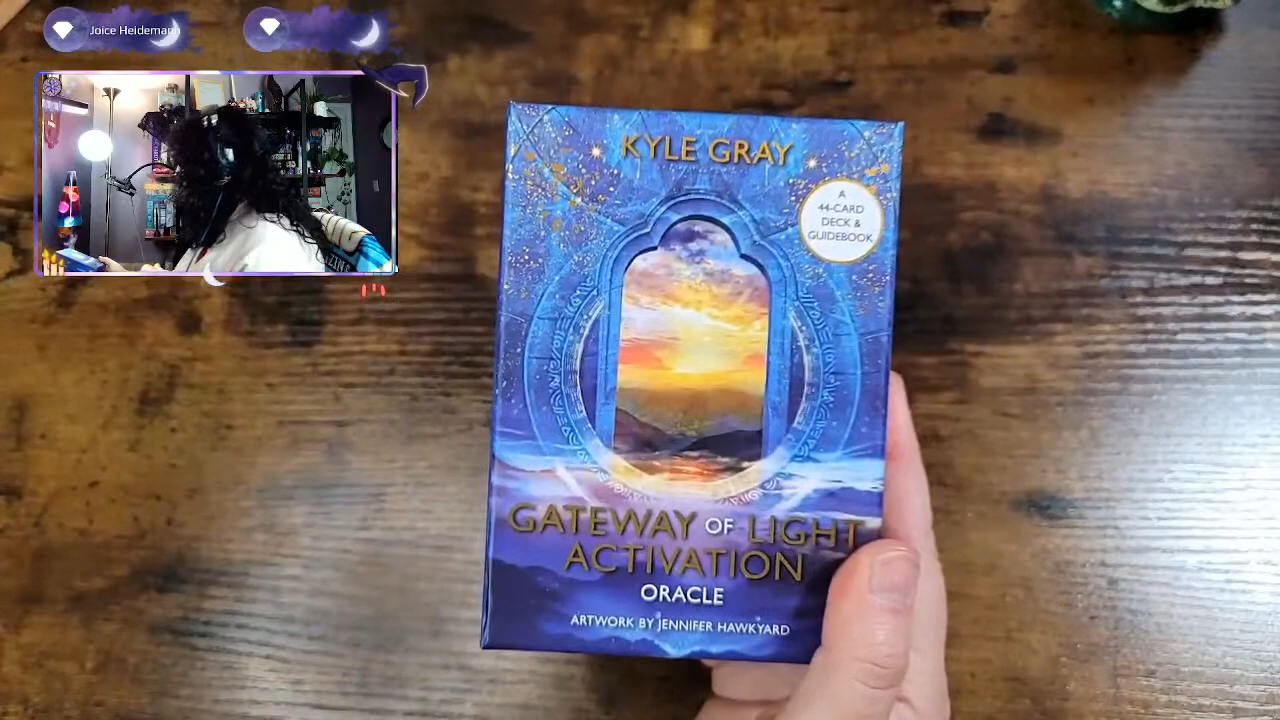 Joice Heidemann
KYLE GRAY
A
44-CARD
DECK &
GUIDEBOOK
GATEWAY OF LIGHT
ACTIVATION
ORACLE
ARTWORK BY JENNIFER HAWKYARD